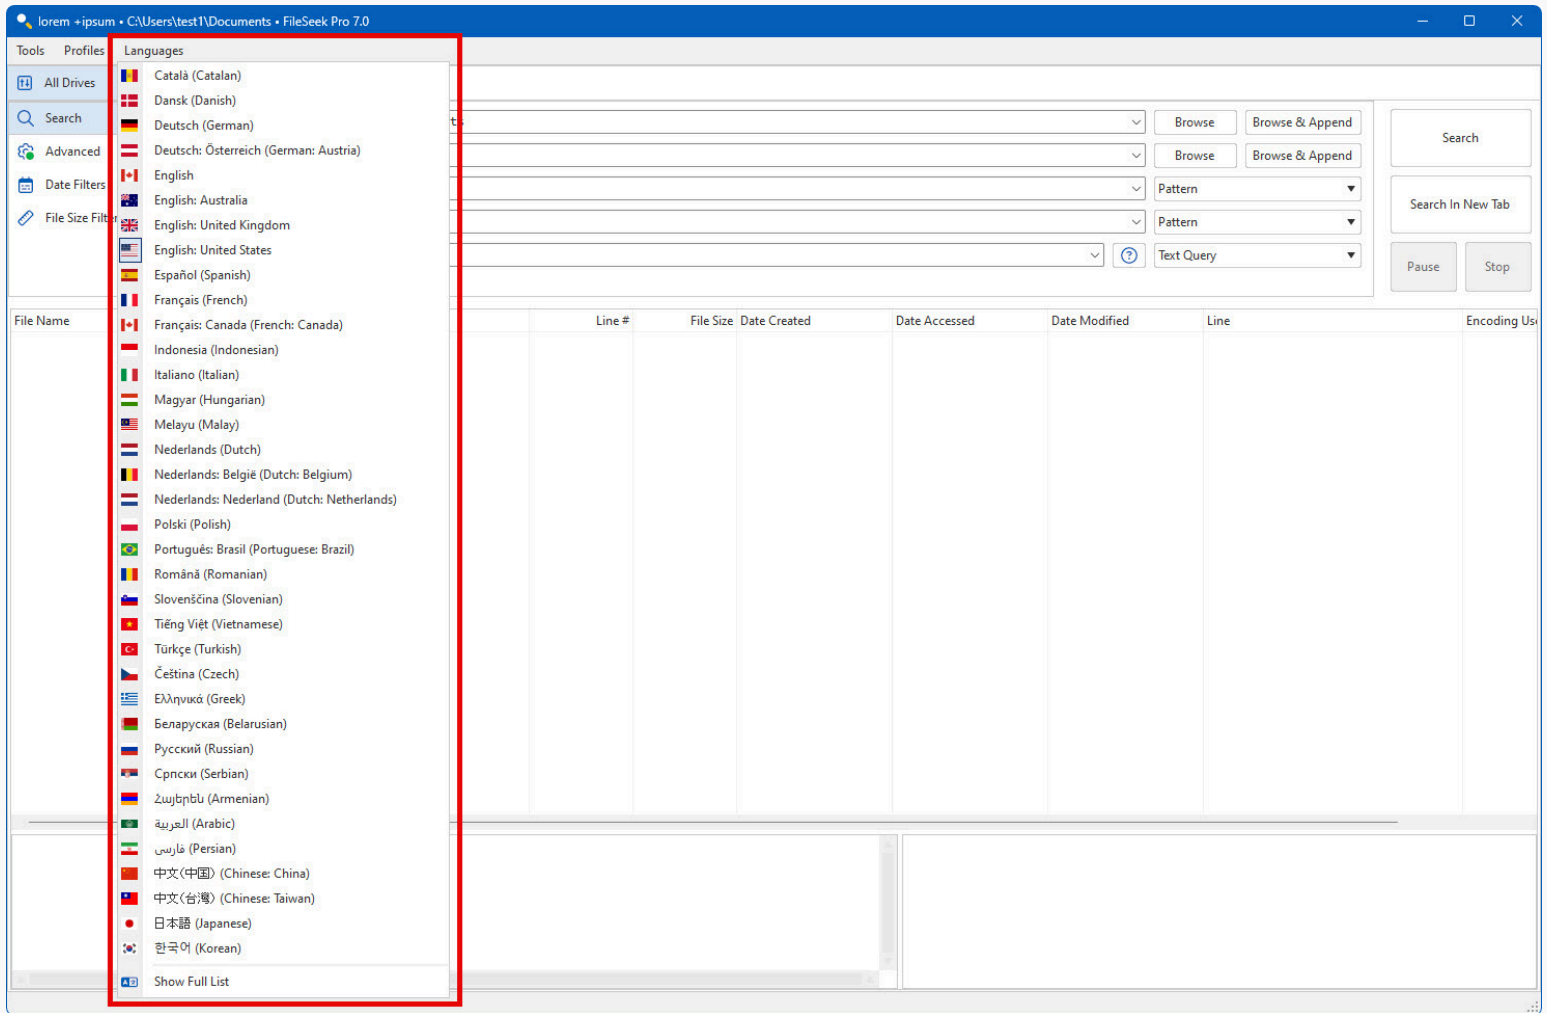 lorem +ipsum • C:\Users\test1\Documents • FileSeek Pro 7.0
Tools Profiles Languages
All Drives
Search
Advanced
Date Filters
File Size Filter
Català (Catalan)
Dansk (Danish)
Deutsch (German)
Deutsch: Österreich (German: Austria)
English
English: Australia
English: United Kingdom
English: United States
Español (Spanish)
Français (French)
Français: Canada (French: Canada)
Indonesia (Indonesian)
Italiano (Italian)
Magyar (Hungarian)
Melayu (Malay)
Nederlands (Dutch)
Nederlands: België (Dutch: Belgium)
Nederlands: Nederland (Dutch: Netherlands)
Polski (Polish)
Português: Brasil (Portuguese: Brazil)
Română (Romanian)
Slovenščina (Slovenian)
Tiếng Việt (Vietnamese)
Türkçe (Turkish)
Čeština (Czech)
Ελληνικά (Greek)
Беларуская (Belarusian)
Русский (Russian)
Српски (Serbian)
Հայերեն (Armenian)
العربية (Arabic)
فارسی (Persian)
中文(中国) (Chinese: China)
中文(台灣) (Chinese: Taiwan)
日本語 (Japanese)
한국어 (Korean)
Show Full List
ts
Browse Browse & Append
Browse Browse & Append
Pattern
Pattern
Text Query
Search
Search In New Tab
Pause Stop
File Name Line # File Size Date Created Date Accessed Date Modified Line Encoding Use